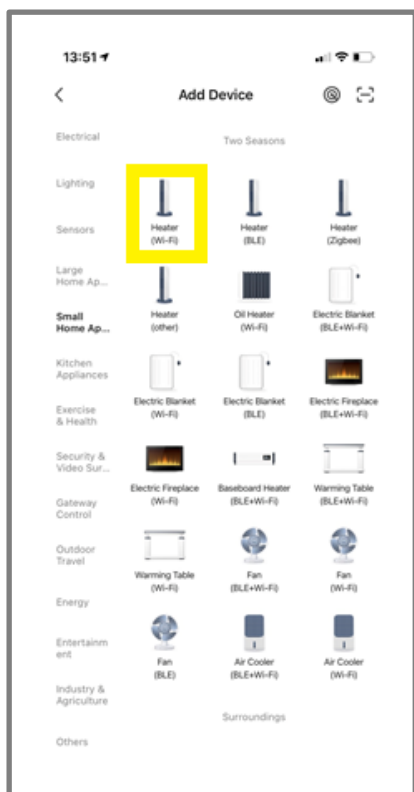 13:51
Add Device
Electrical
Lighting
Sensors
Large
Home Ap...
Small
Home Ap...
Kitchen
Appliances
Exercise
& Health
Security &
Video Sur...
Gateway
Control
Outdoor
Travel
Energy
Entertainm
ent
Industry &
Agriculture
Others
Two Seasons
Heater
(Wi-Fi)
Heater
(BLE)
Heater
(Zigbee)
Heater
(other)
Oil Heater
(Wi-Fi)
Electric Blanket
(BLE+Wi-Fi)
Electric Blanket
(Wi-Fi)
Electric Blanket
(BLE)
Electric Fireplace
(BLE+Wi-Fi)
Electric Fireplace
(Wi-Fi)
Baseboard Heater
(BLE+Wi-Fi)
Warming Table
(BLE+Wi-Fi)
Warming Table
(Wi-Fi)
Fan
(BLE+Wi-Fi)
Fan
(Wi-Fi)
Fan
(BLE)
Air Cooler
(BLE+Wi-Fi)
Air Cooler
(Wi-Fi)
Surroundings